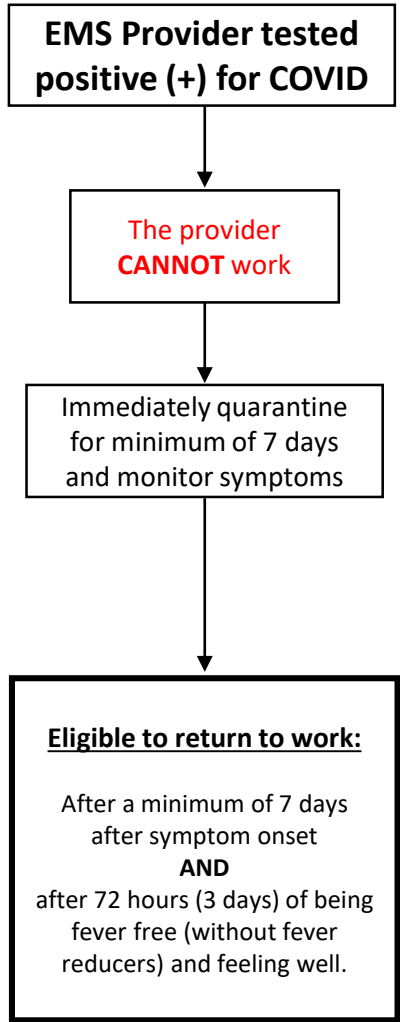 EMS Provider tested
positive (+) for COVID
The provider
CANNOT work
Immediately quarantine
for minimum of 7 days
and monitor symptoms
Eligible to return to work:
After a minimum of 7 days
after symptom onset
AND
after 72 hours (3 days) of being
fever free (without fever
reducers) and feeling well.